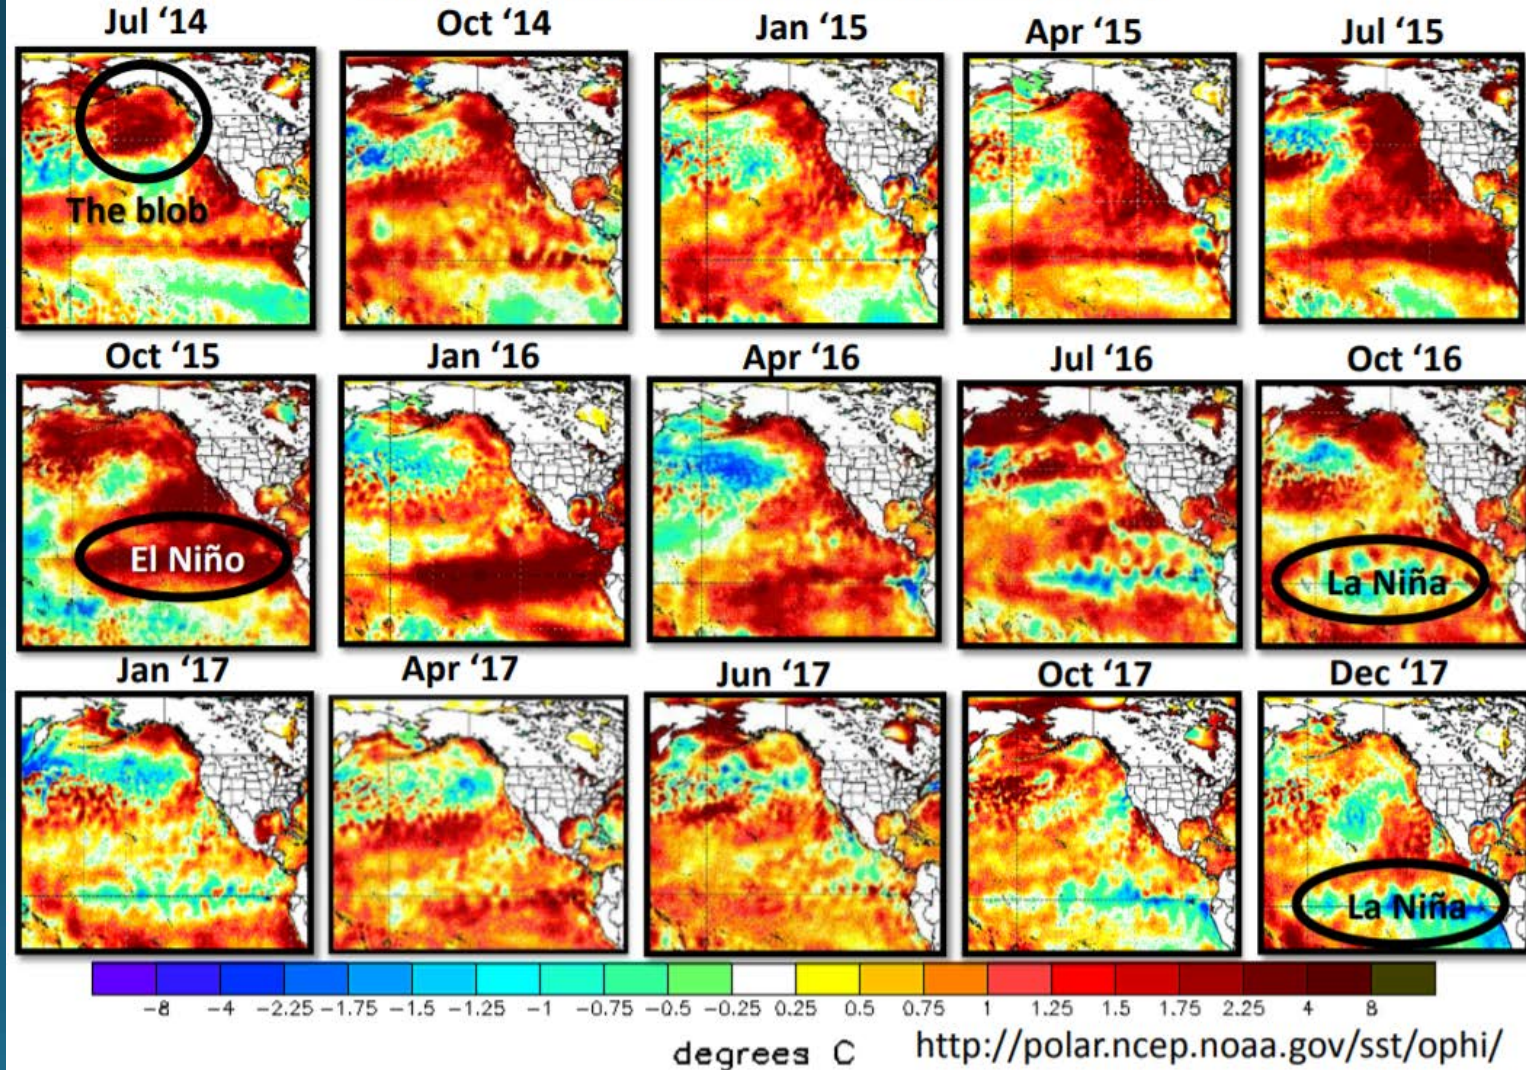 Jul ‘14 Oct ‘14 Jan ‘15 Apr ‘15 Jul ‘15
The blob
Oct ‘15 Jan ‘16 Apr ‘16 Jul ‘16 Oct ‘16
El Niño La Niña
Jan ‘17 Apr ‘17 Jun ‘17 Oct ‘17 Dec ‘17
La Niña
-8 -4 -2.25 -1.75 -1.5 -1.25 -1 -0.75 -0.5 -0.25 0.25 0.5 0.75 1 1.25 1.5 1.75 2.25 4 8
degrees C http://polar.ncep.noaa.gov/sst/ophi/